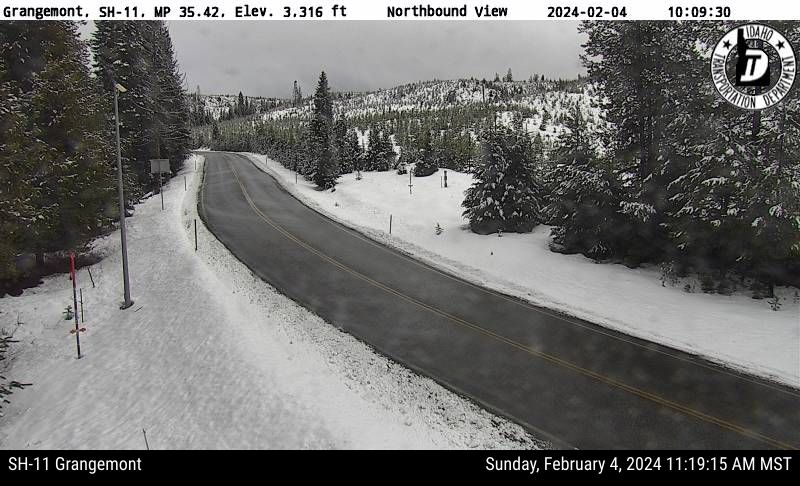 Grangemont, SH-11, MP 35.42, Elev. 3,316 ft Northbound View 2024-02-04 10:09:30
IDAHO
TRANSPORTATION DEPARTMENT
SH-11 Grangemont Sunday, February 4, 2024 11:19:15 AM MST